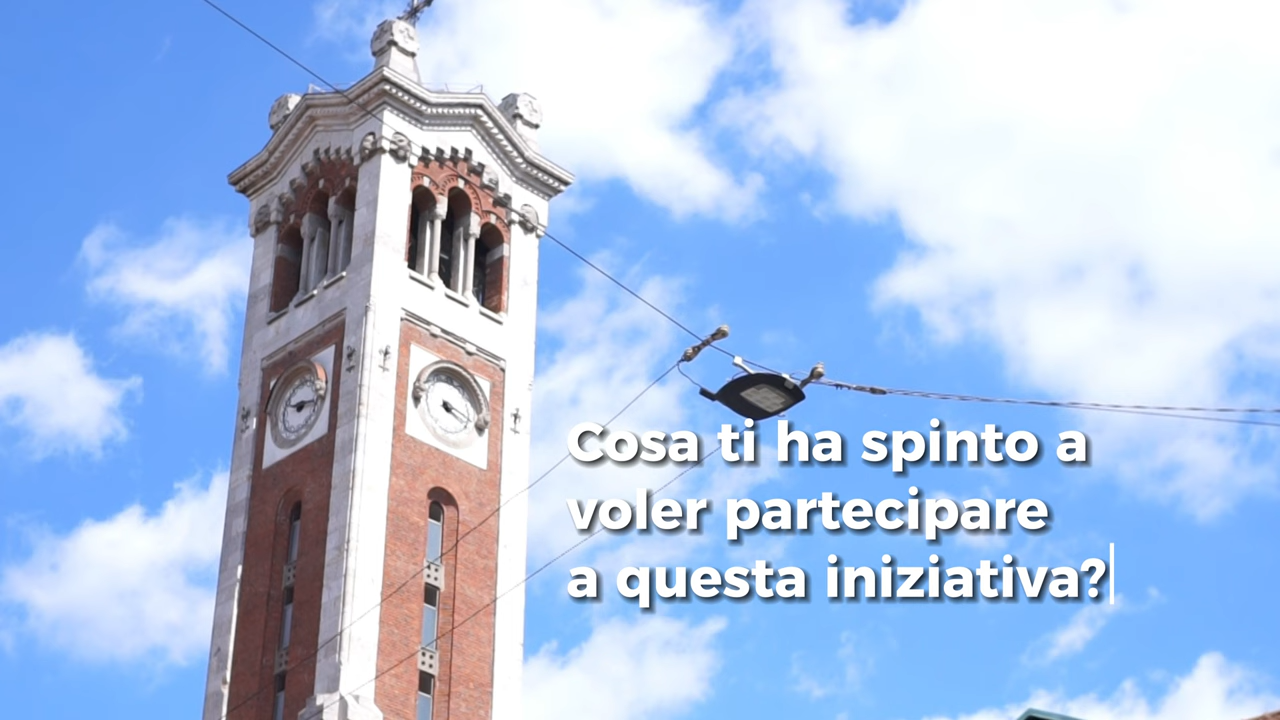 Cosa ti ha spinto a
voler partecipare
a questa iniziativa?